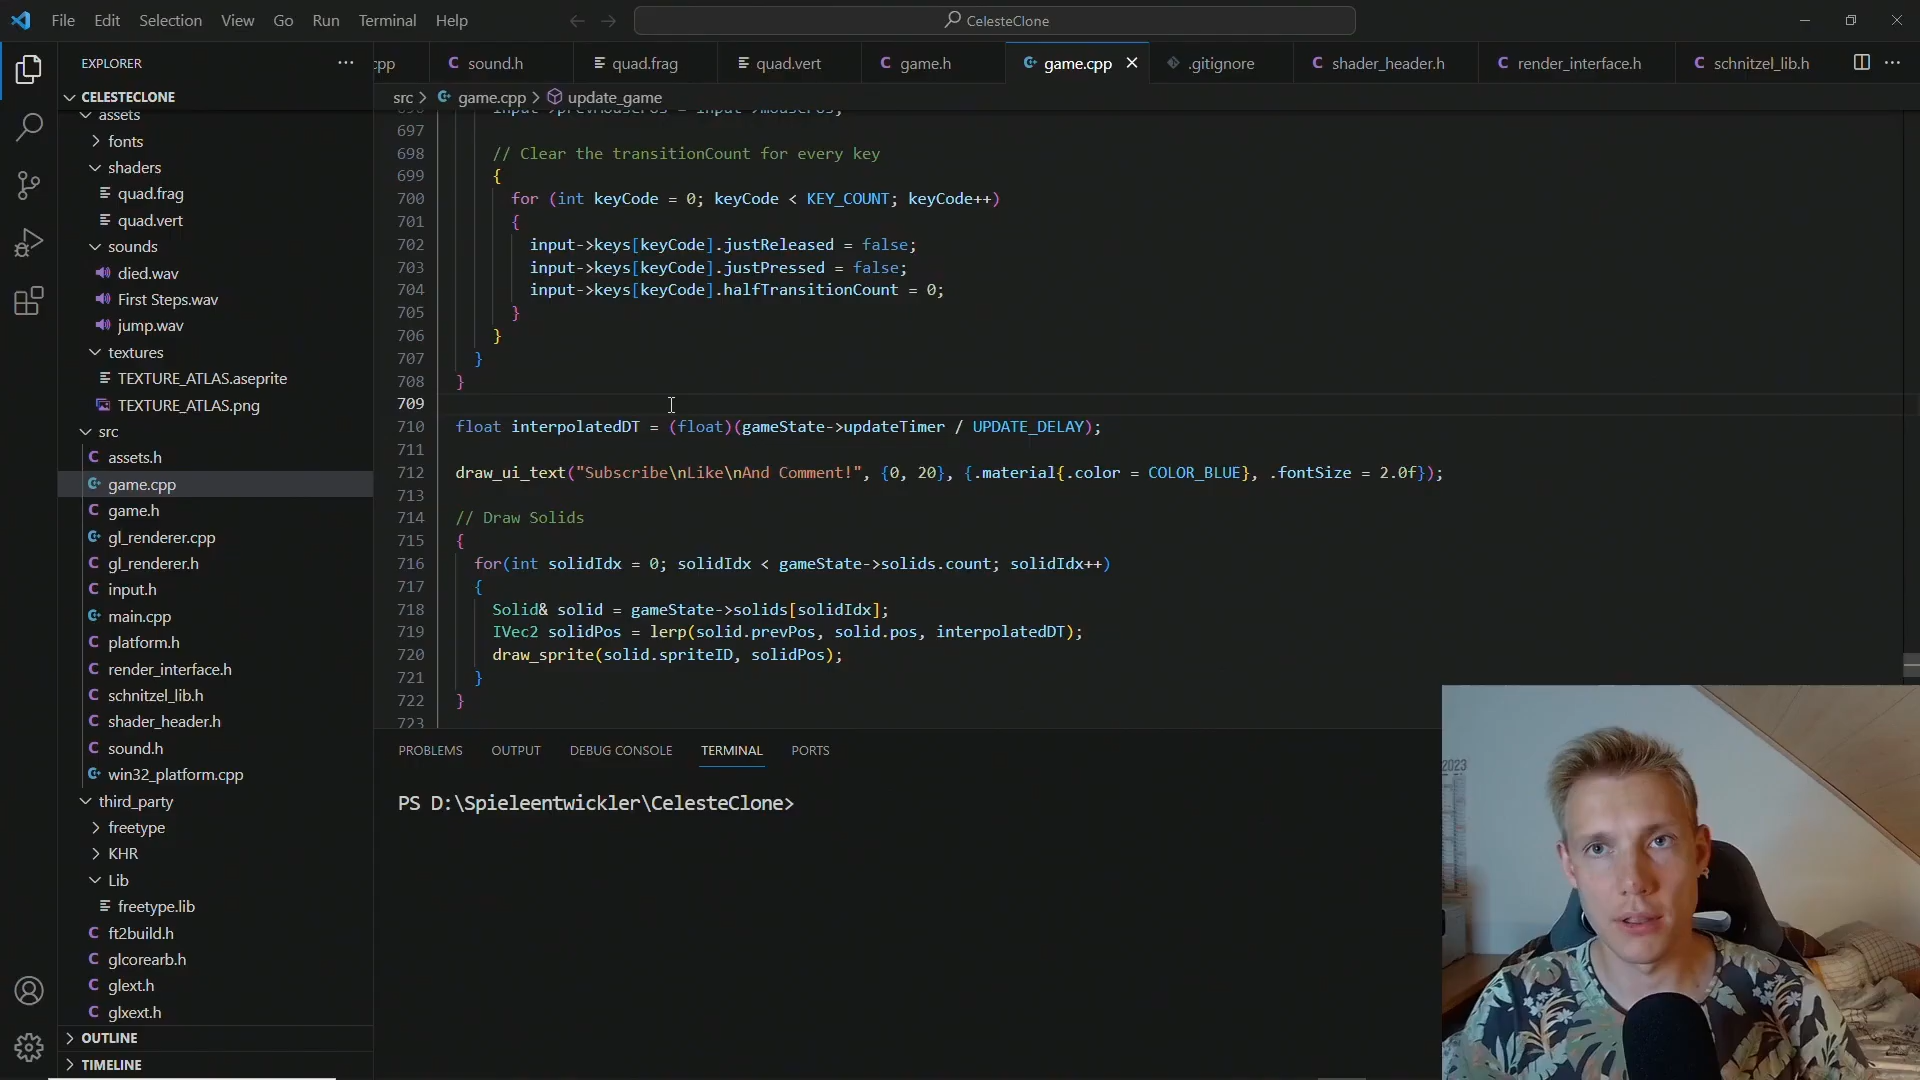 File Edit Selection View Go Run Terminal Help
CelesteClone
EXPLORER
cpp sound.h quad.frag quad.vert game.h game.cpp .gitignore shader_header.h render_interface.h schnitzel_lib.h
src > game.cpp > update_game
CELESTECLONE
assets
fonts
shaders
quad.frag
quad.vert
sounds
died.wav
First Steps.wav
jump.wav
textures
TEXTURE_ATLAS.aseprite
TEXTURE_ATLAS.png
src
assets.h
game.cpp
game.h
gl_renderer.cpp
gl_renderer.h
input.h
main.cpp
platform.h
render_interface.h
schnitzel_lib.h
shader_header.h
sound.h
win32_platform.cpp
third_party
freetype
KHR
Lib
freetype.lib
ft2build.h
glcorearb.h
glext.h
glxext.h
OUTLINE
TIMELINE
696 input->prevMousePos = input->mousePos;
697
698 // Clear the transitionCount for every key
699 {
700 for (int keyCode = 0; keyCode < KEY_COUNT; keyCode++)
701 {
702 input->keys[keyCode].justReleased = false;
703 input->keys[keyCode].justPressed = false;
704 input->keys[keyCode].halfTransitionCount = 0;
705 }
706 }
707 }
708 }
709
710 float interpolatedDT = (float)(gameState->updateTimer / UPDATE_DELAY);
711
712 draw_ui_text("Subscribe\nLike\nAnd Comment!", {0, 20}, {.material{.color = COLOR_BLUE}, .fontSize = 2.0f});
713
714 // Draw Solids
715 {
716 for(int solidIdx = 0; solidIdx < gameState->solids.count; solidIdx++)
717 {
718 Solid& solid = gameState->solids[solidIdx];
719 IVec2 solidPos = lerp(solid.prevPos, solid.pos, interpolatedDT);
720 draw_sprite(solid.spriteID, solidPos);
721 }
722 }
723
PROBLEMS OUTPUT DEBUG CONSOLE TERMINAL PORTS
PS D:\Spieleentwickler\CelesteClone>
2023